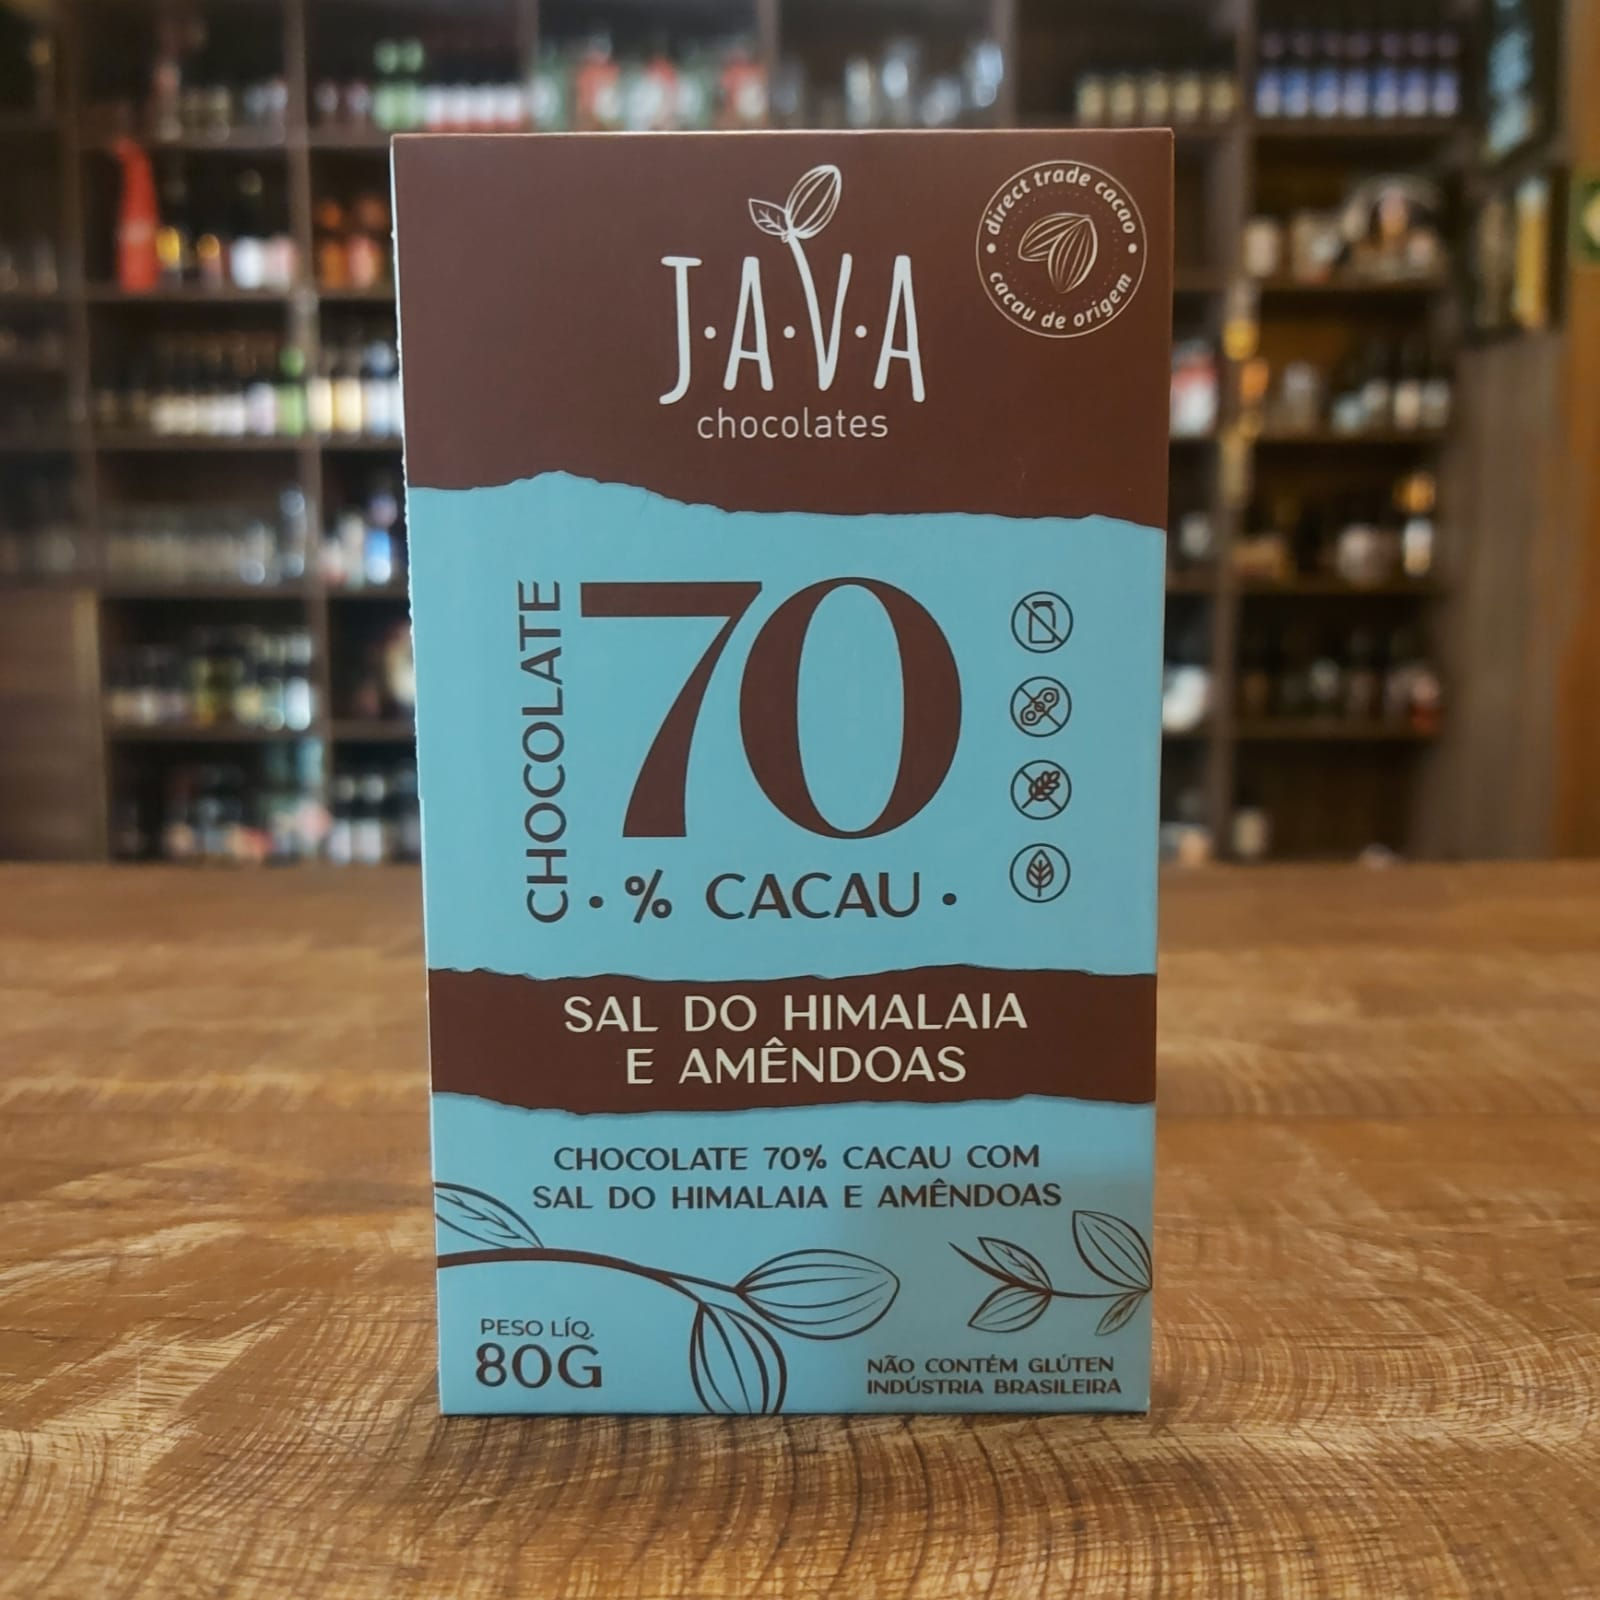 J·A·V·A
chocolates
direct trade cacao
cacau de origem
CHOCOLATE
70
· % CACAU ·
SAL DO HIMALAIA
E AMÊNDOAS
CHOCOLATE 70% CACAU COM
SAL DO HIMALAIA E AMÊNDOAS
PESO LÍQ.
80G
NÃO CONTÉM GLÚTEN
INDÚSTRIA BRASILEIRA